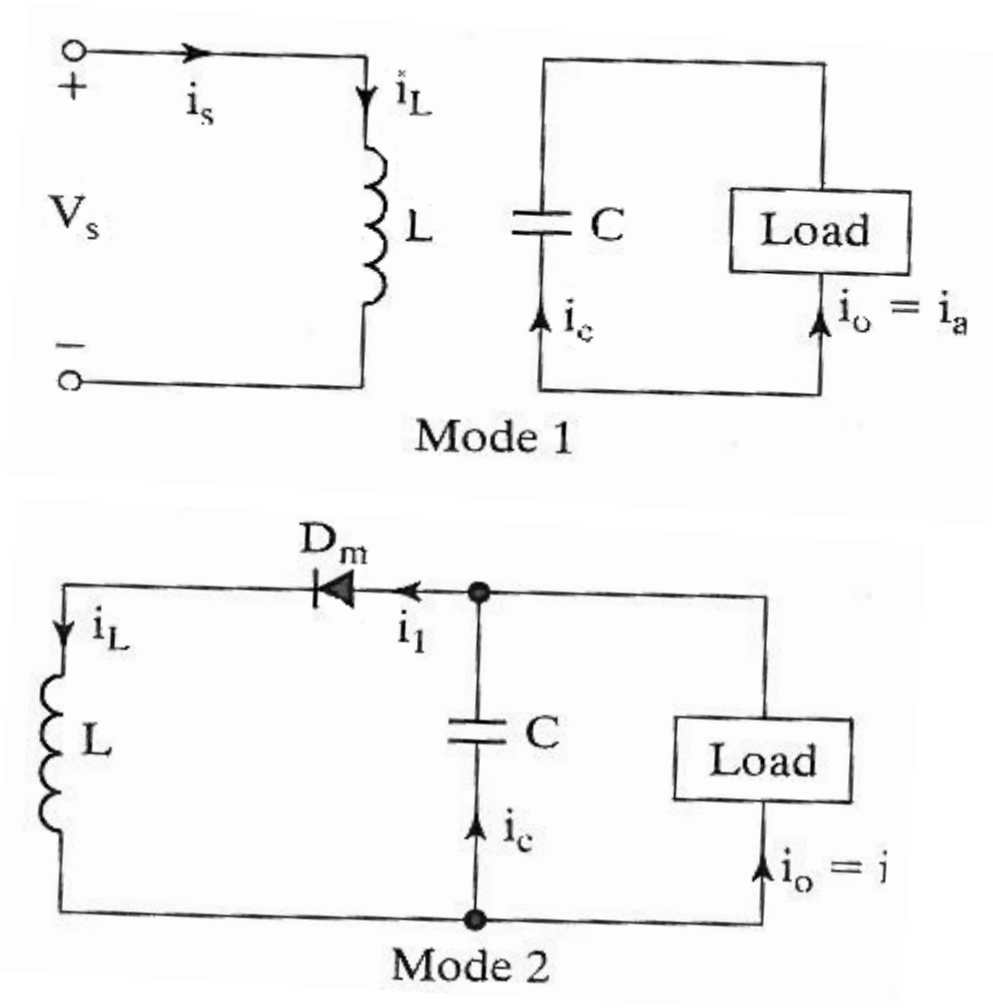 +
i_s
i_L
V_s
L
C
Load
i_c
i_o = i_a
−
Mode 1
D_m
i_L
i_1
L
C
Load
i_c
i_o = i
Mode 2